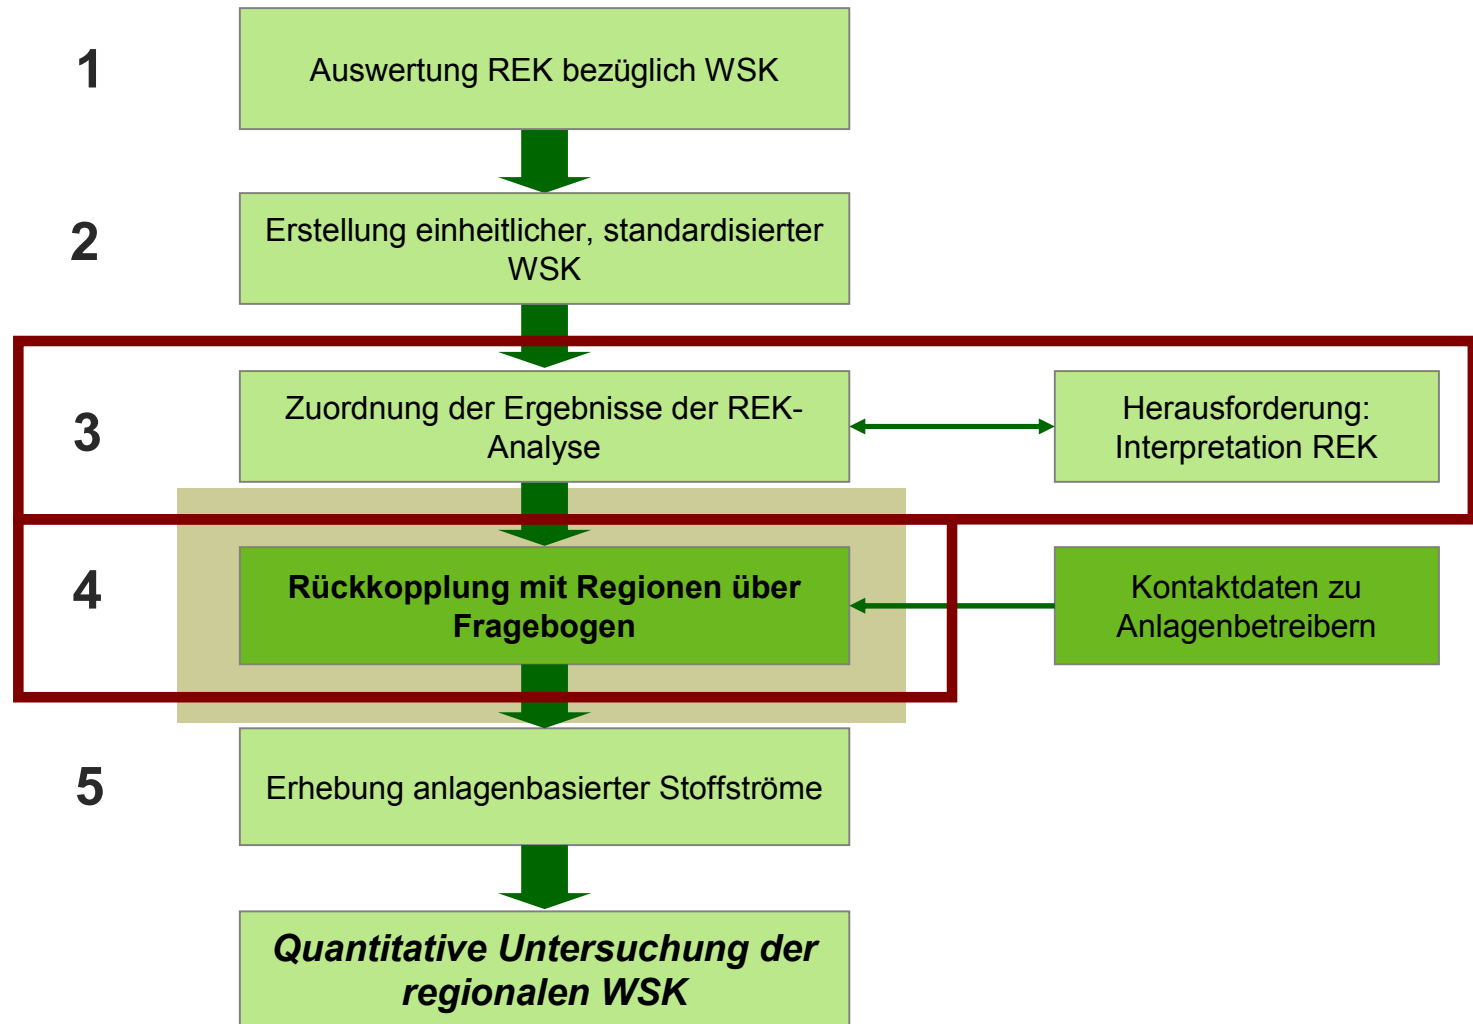 1
Auswertung REK bezüglich WSK
2
Erstellung einheitlicher, standardisierter
WSK
3
Zuordnung der Ergebnisse der REK-
Analyse
Herausforderung:
Interpretation REK
4
Rückkopplung mit Regionen über
Fragebogen
Kontaktdaten zu
Anlagenbetreibern
5
Erhebung anlagenbasierter Stoffströme
Quantitative Untersuchung der
regionalen WSK